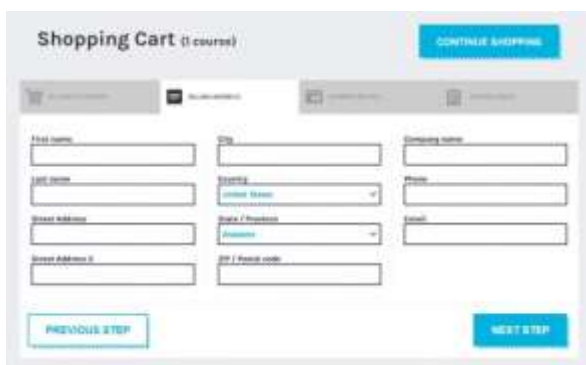 Shopping Cart (1 course)
CONTINUE SHOPPING
First name
City
Company name
Last name
Country
Phone
United States
Street Address
State / Province
Email
Street Address 2
ZIP / Postal code
PREVIOUS STEP
NEXT STEP